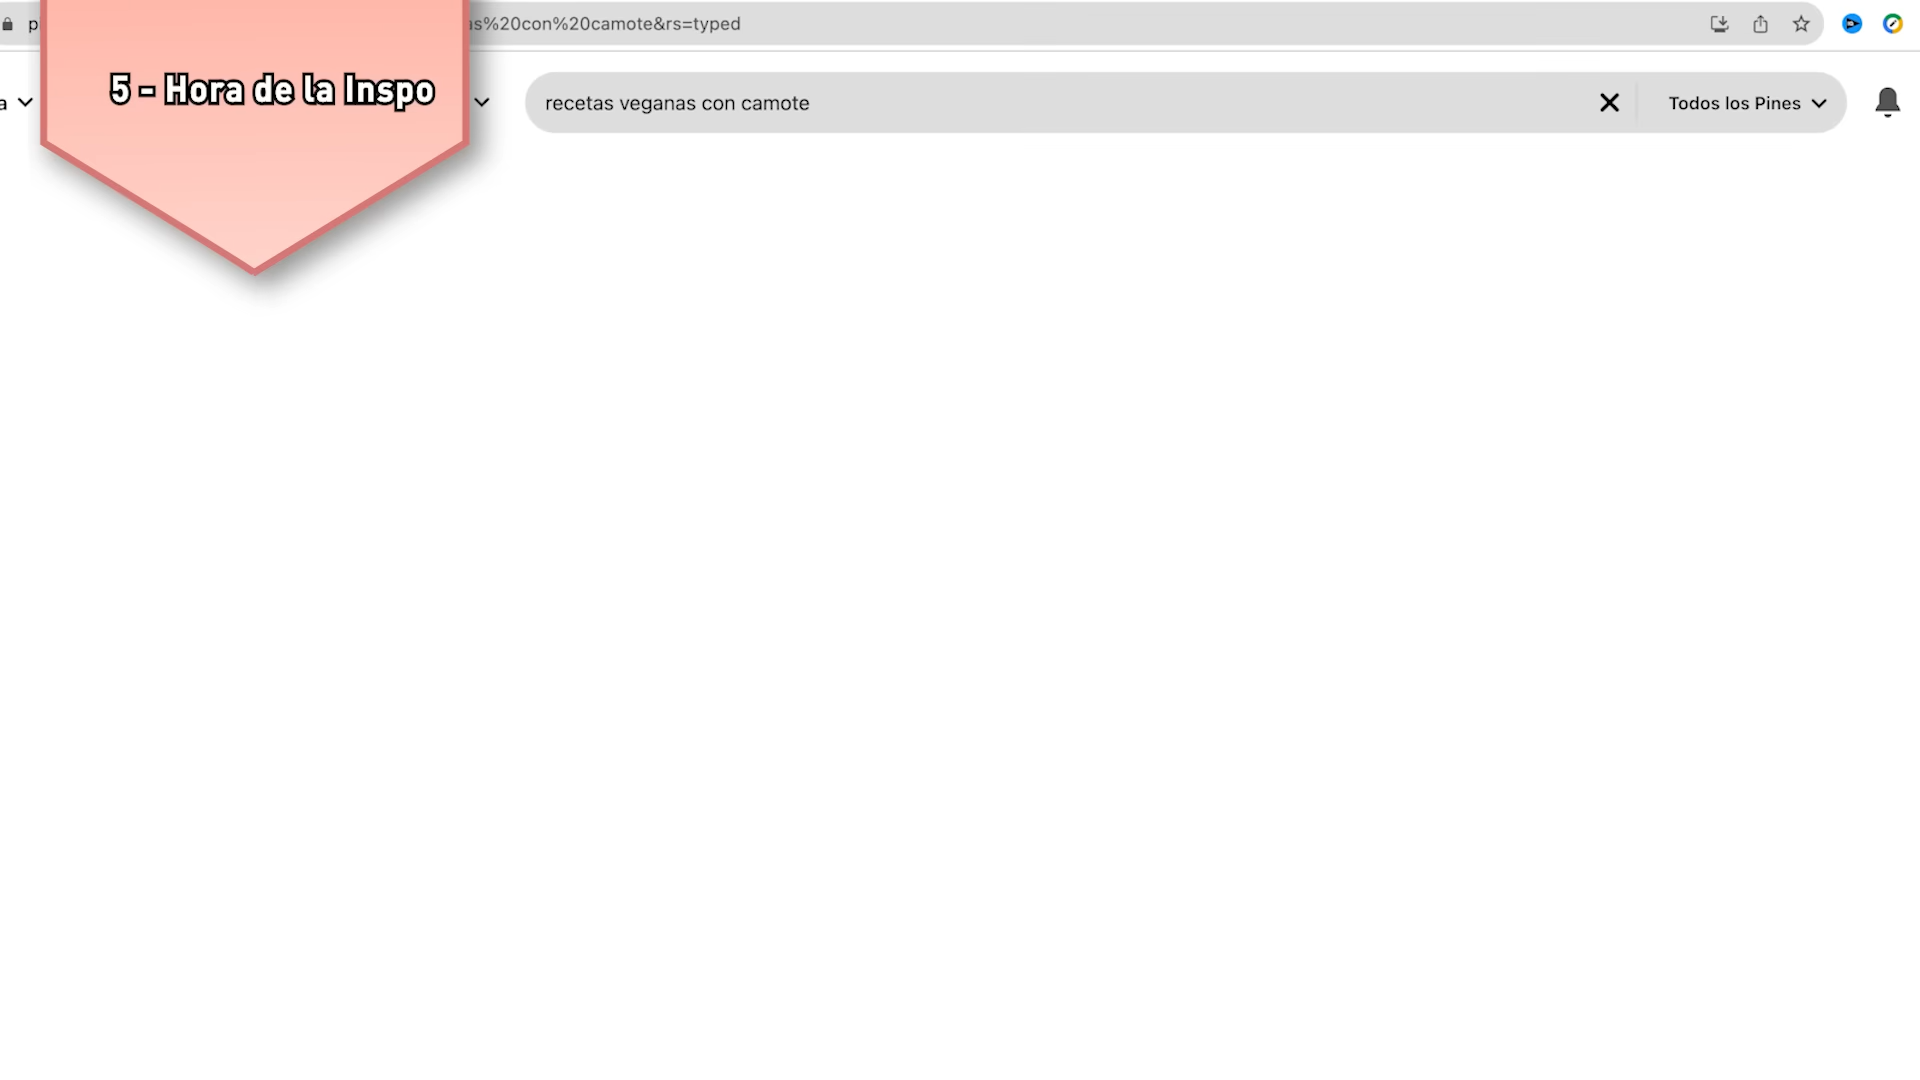 p
as%20con%20camote&rs=typed
5 - Hora de la Inspo
a
recetas veganas con camote
Todos los Pines